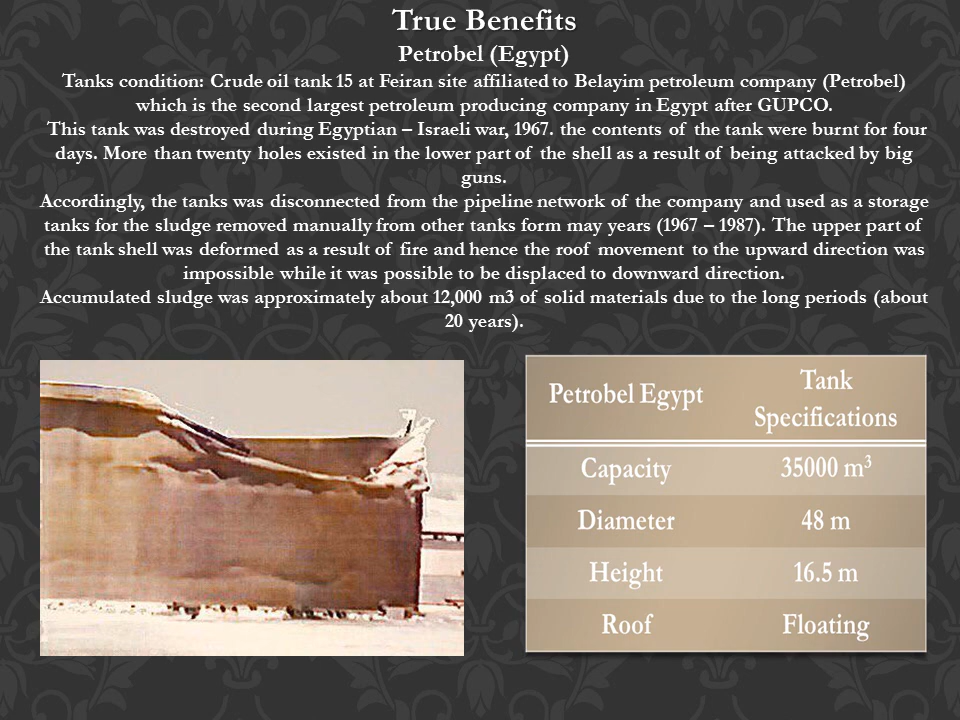 True Benefits
Petrobel (Egypt)
Tanks condition: Crude oil tank 15 at Feiran site affiliated to Belayim petroleum company (Petrobel)
which is the second largest petroleum producing company in Egypt after GUPCO.
This tank was destroyed during Egyptian – Israeli war, 1967. the contents of the tank were burnt for four
days. More than twenty holes existed in the lower part of the shell as a result of being attacked by big
guns.
Accordingly, the tanks was disconnected from the pipeline network of the company and used as a storage
tanks for the sludge removed manually from other tanks form may years (1967 – 1987). The upper part of
the tank shell was deformed as a result of fire and hence the roof movement to the upward direction was
impossible while it was possible to be displaced to downward direction.
Accumulated sludge was approximately about 12,000 m3 of solid materials due to the long periods (about
20 years).
Petrobel Egypt Tank
Specifications
Capacity 35000 m³
Diameter 48 m
Height 16.5 m
Roof Floating